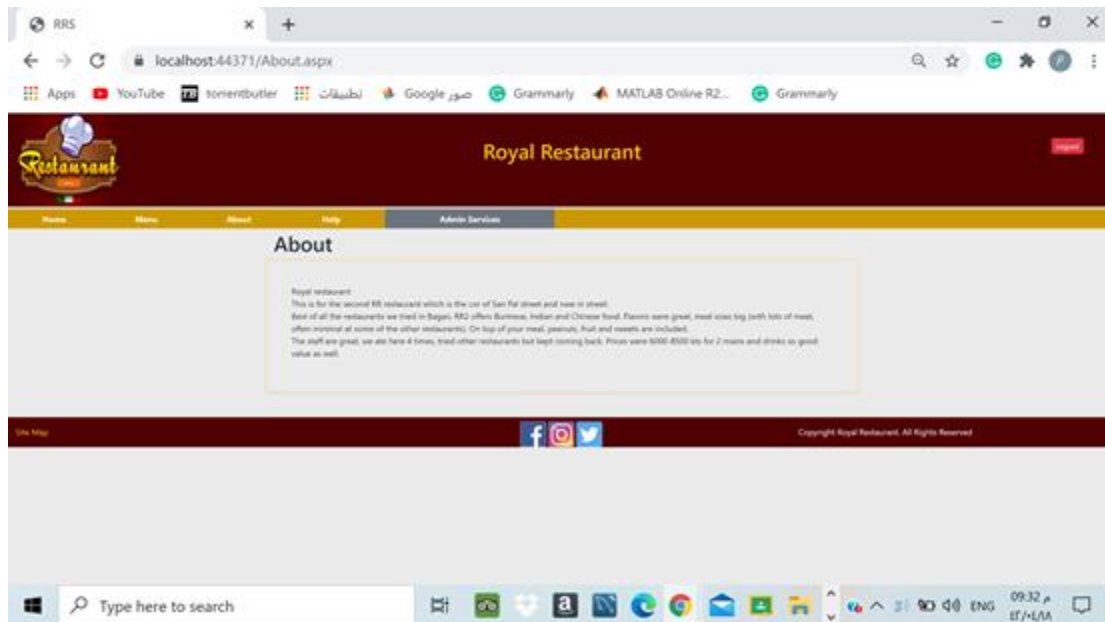 RRS
localhost:44371/About.aspx
Apps YouTube torrentbutler تطبيقات صور Google Grammarly MATLAB Online R2... Grammarly
Restaurant
Royal Restaurant
Logout
Home Menu About Help Admin Services
About
Royal restaurant
This is for the second RR restaurant which is the cnr of San Pal street and new in street.
Best of all the restaurants we tried in Bagan, RR2 offers Burmese, Indian and Chinese food. Flavors were great, meal sizes big (with lots of meat,
often minimal at some of the other restaurants). On top of your meal, peanuts, fruit and sweets are included.
The staff are great, we ate here 4 times, tried other restaurants but kept coming back. Prices were 6000-8500 kts for 2 mains and drinks so good
value as well.
Site Map
Copyright Royal Restaurant. All Rights Reserved
Type here to search
ENG
09:32 م